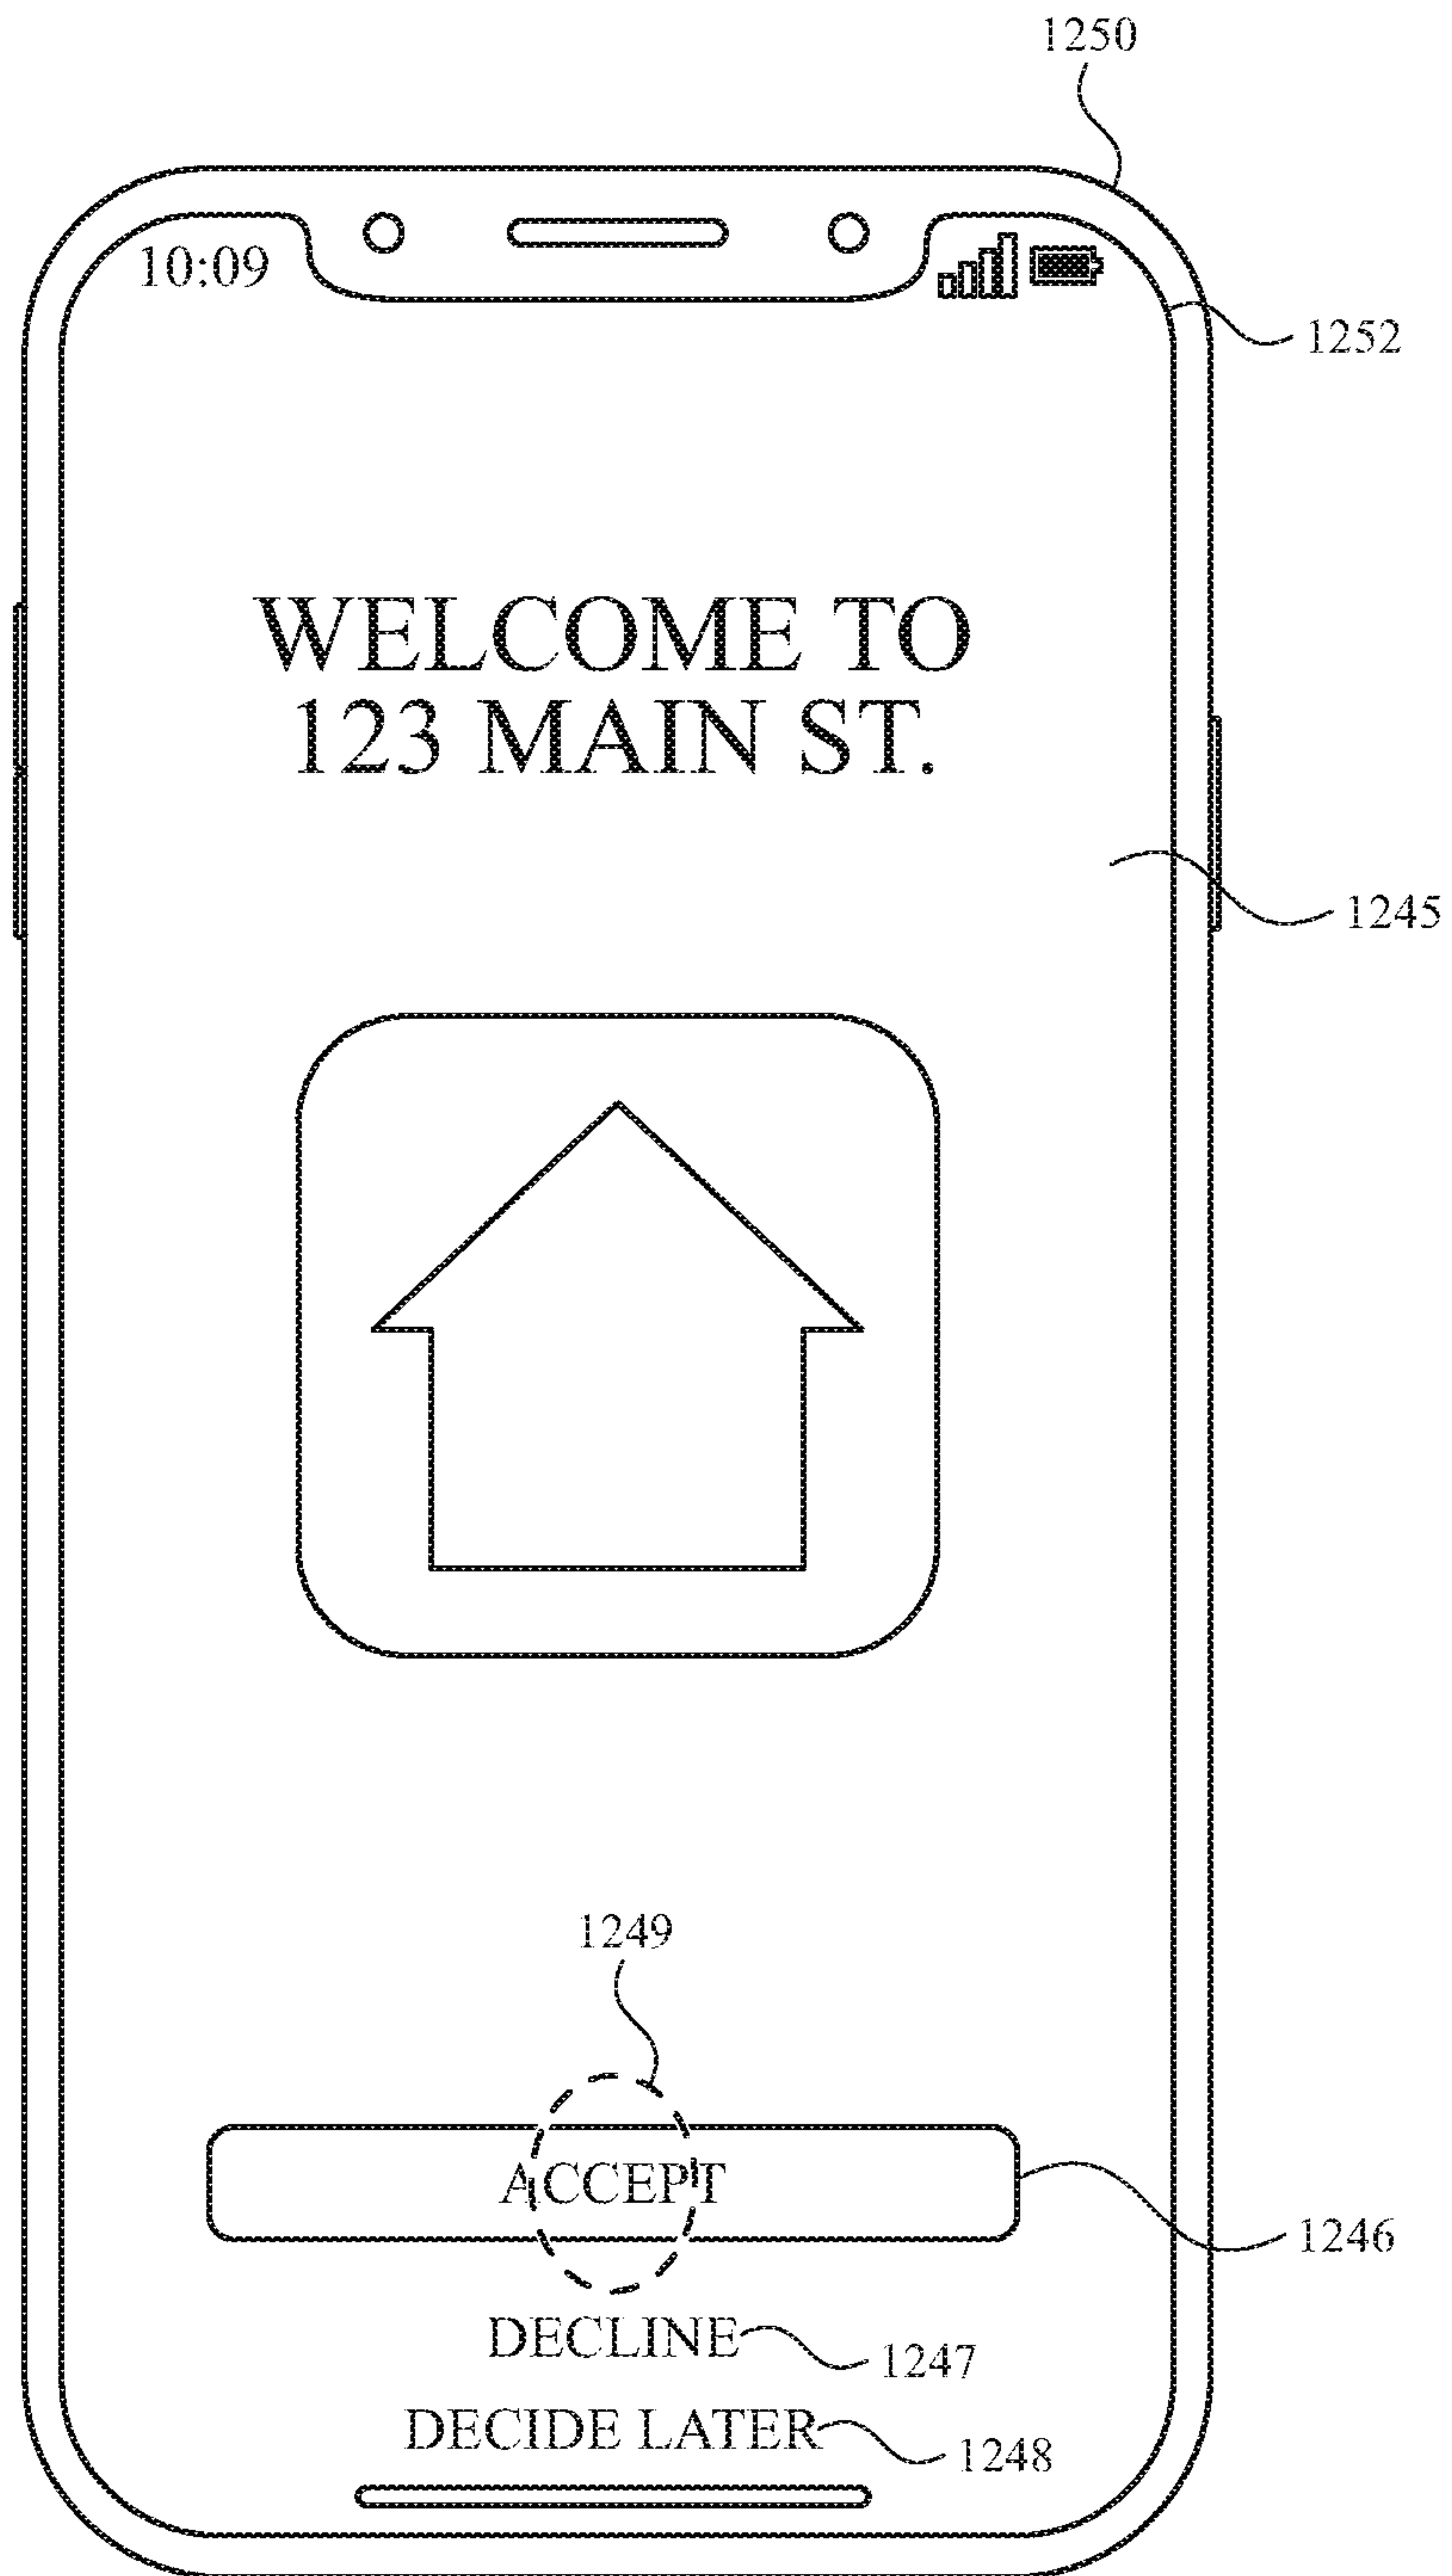 1250
10:09
1252
WELCOME TO
123 MAIN ST.
1245
1249
ACCEPT
1246
DECLINE
1247
DECIDE LATER
1248